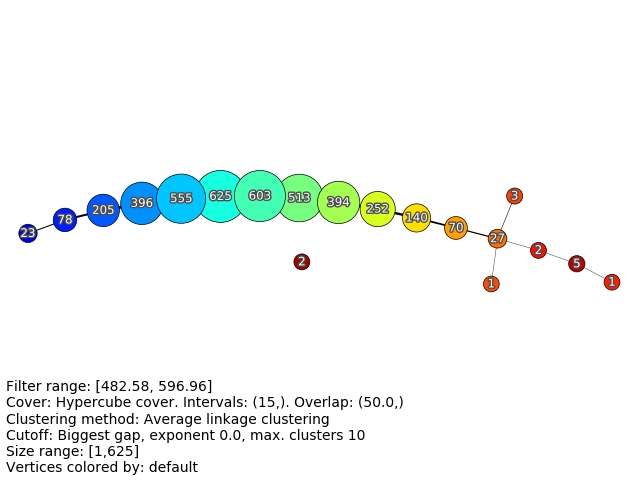 23 78 205 396 555 625 603 513 394 252 140 70 27 3 2 5 1 1
2
Filter range: [482.58, 596.96]
Cover: Hypercube cover. Intervals: (15,). Overlap: (50.0,)
Clustering method: Average linkage clustering
Cutoff: Biggest gap, exponent 0.0, max. clusters 10
Size range: [1,625]
Vertices colored by: default